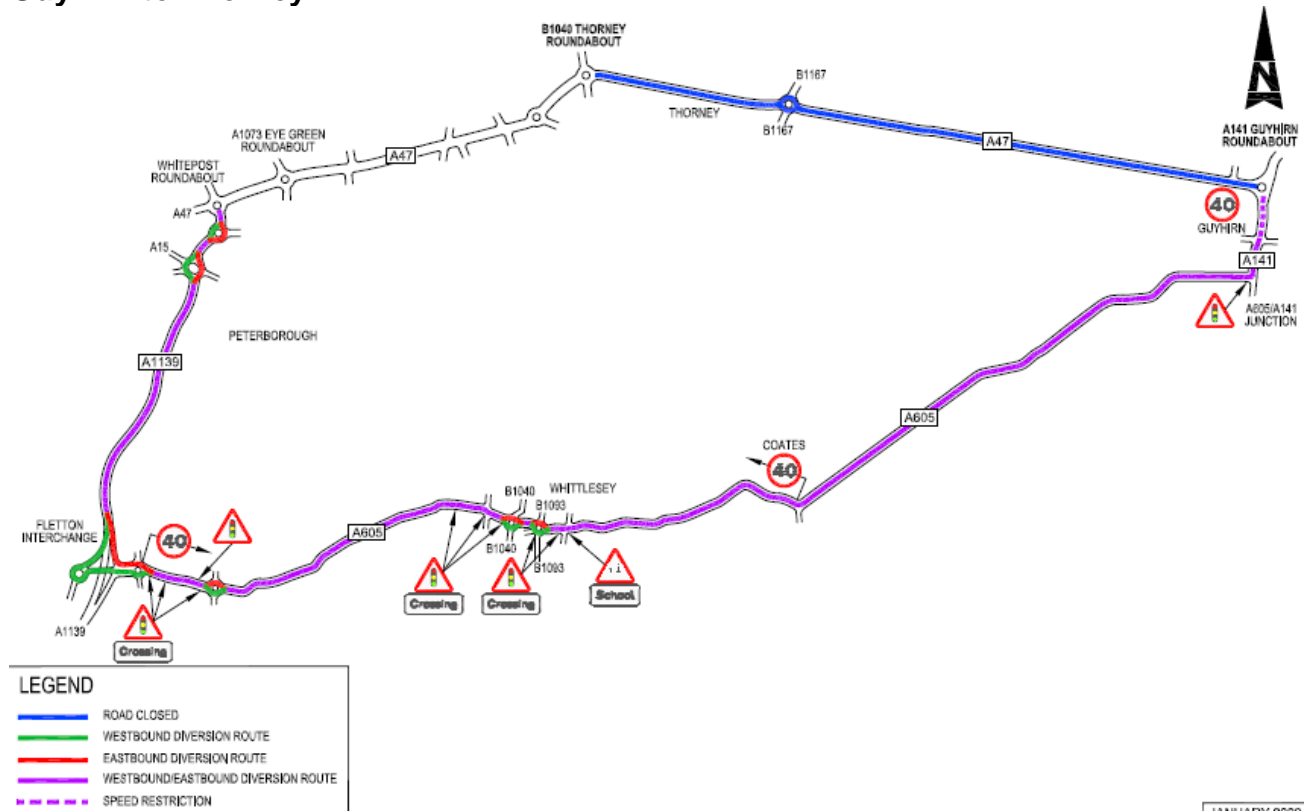 B1040 THORNEY
ROUNDABOUT
N
B1167
THORNEY
B1167
A1073 EYE GREEN
ROUNDABOUT
A47
A47
A141 GUYHIRN
ROUNDABOUT
WHITEPOST
ROUNDABOUT
A47
40
GUYHIRN
A15
A141
A605/A141
JUNCTION
PETERBOROUGH
A1139
A605
COATES
40
WHITTLESEY
B1040
B1093
FLETTON
INTERCHANGE
40
A605
B1040
B1093
Crossing
Crossing
School
A1139
Crossing
LEGEND
ROAD CLOSED
WESTBOUND DIVERSION ROUTE
EASTBOUND DIVERSION ROUTE
WESTBOUND/EASTBOUND DIVERSION ROUTE
SPEED RESTRICTION